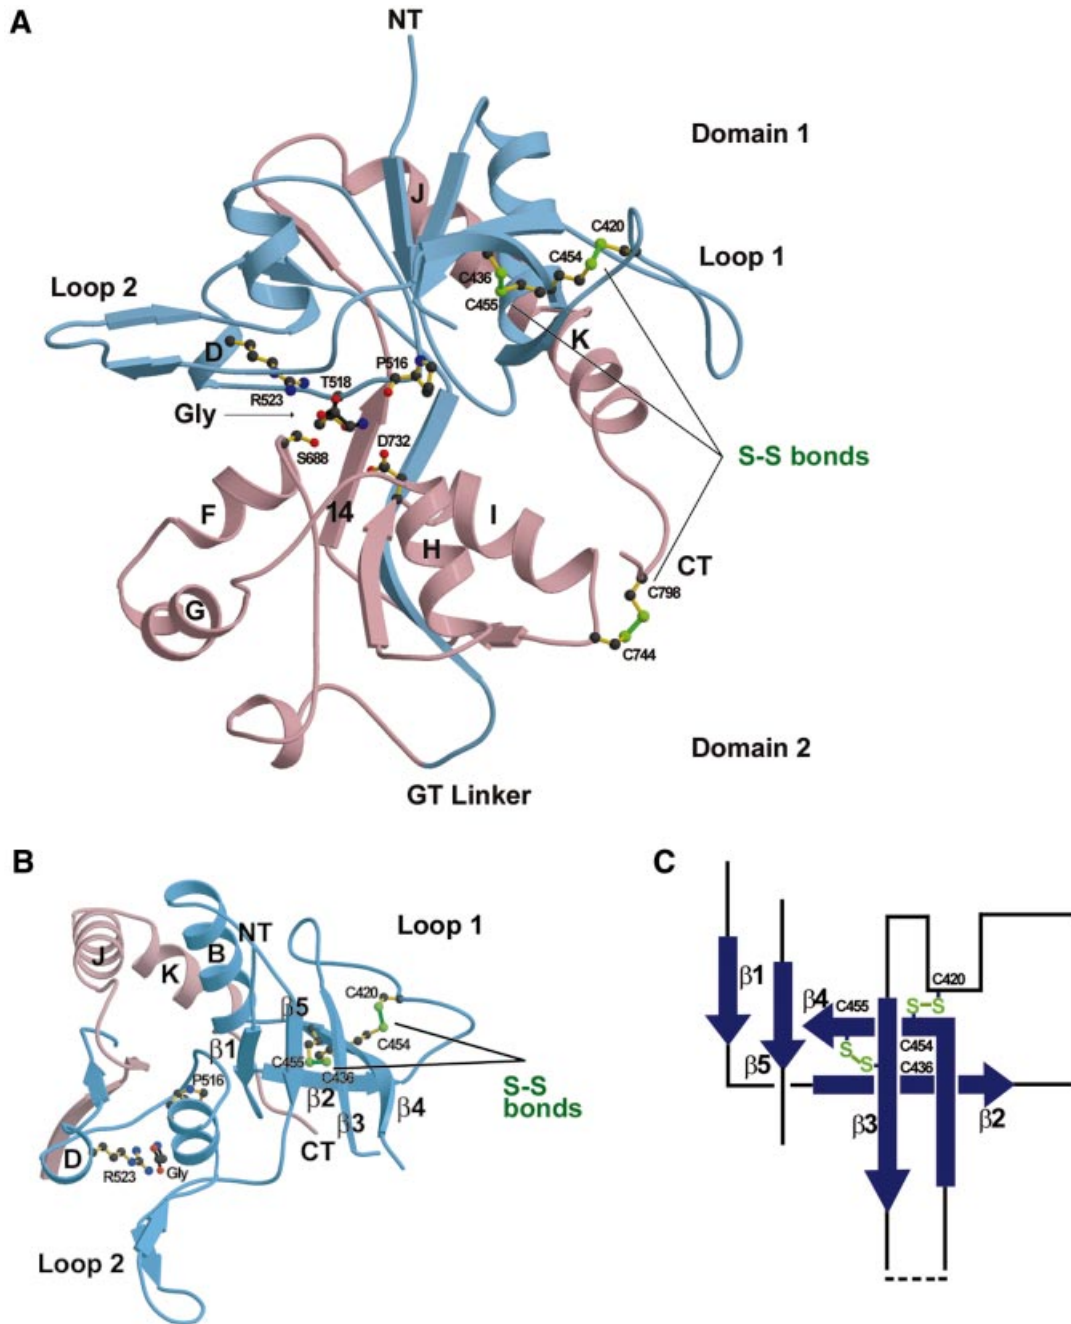 A
NT
Domain 1
J
C420
C454
Loop 1
C436
C455
Loop 2
K
D
P516
T518
R523
Gly
D732
S688
S-S bonds
F
14
I
H
CT
C798
G
C744
Domain 2
GT Linker
B
C
Loop 1
NT
J
K
B
C420
β5
β1
C455
C454
C436
β2
β3
β4
P516
S-S
bonds
D
R523
Gly
CT
Loop 2
β1
C420
β4
C455
S-S
S-S
C454
β5
C436
β3
β2